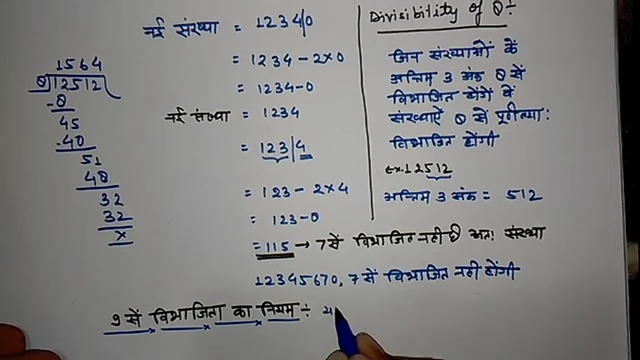 1564
8)12512(
-8
45
-40
51
48
32
32
x
नई संख्या = 1234|0
= 1234-2×0
= 1234-0
नई संख्या = 1234
= 123|4
= 123-2×4
= 123-8
= 115 → 7 सें विभाजित नहीं हैं अतः संख्या
12345670, 7 सें विभाजित नहीं होंगी
Divisibility of 8÷
जिन संख्याओं कें
अन्तिम 3 अंक 8 सें
विभाजित होंगें वें
संख्याऐं 8 सें पूर्णतया:
विभाजित होंगी
ex. 12512
अन्तिम 3 अंक = 512
9 सें विभाजिता का नियम ÷